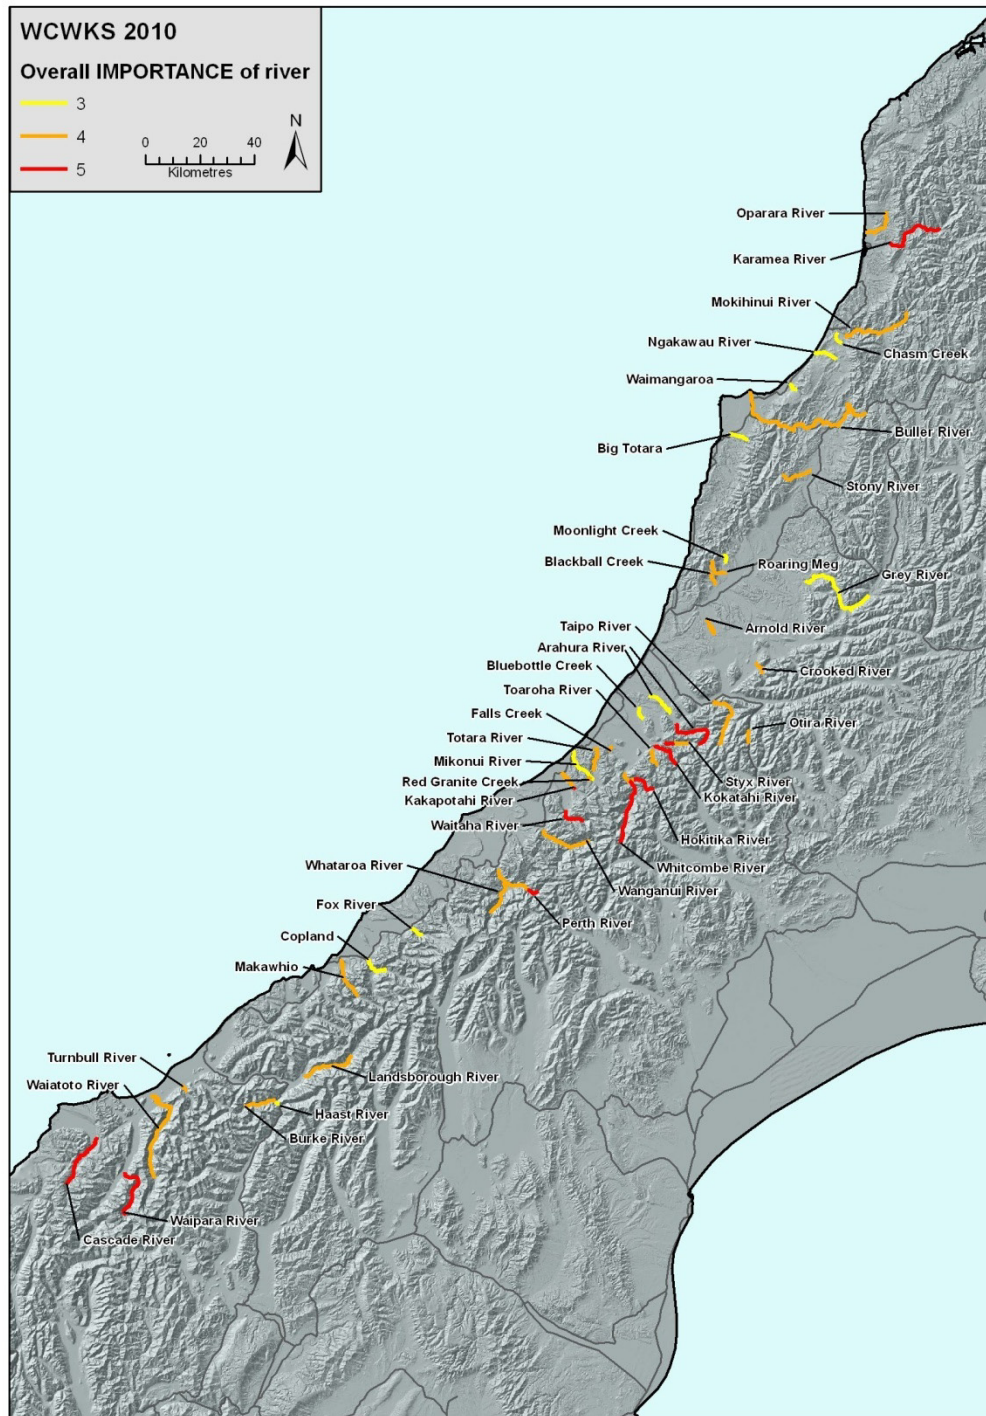 WCWKS 2010
Overall IMPORTANCE of river
3
4
5
N
0 20 40
Kilometres
Oparara River
Karamea River
Mokihinui River
Ngakawau River
Chasm Creek
Waimangaroa
Buller River
Big Totara
Stony River
Moonlight Creek
Blackball Creek
Roaring Meg
Grey River
Taipo River
Arnold River
Arahura River
Bluebottle Creek
Crooked River
Toaroha River
Falls Creek
Otira River
Totara River
Mikonui River
Red Granite Creek
Styx River
Kakapotahi River
Kokatahi River
Waitaha River
Hokitika River
Whataroa River
Whitcombe River
Wanganui River
Fox River
Perth River
Copland
Makawhio
Turnbull River
Landsborough River
Waiatoto River
Haast River
Burke River
Waipara River
Cascade River